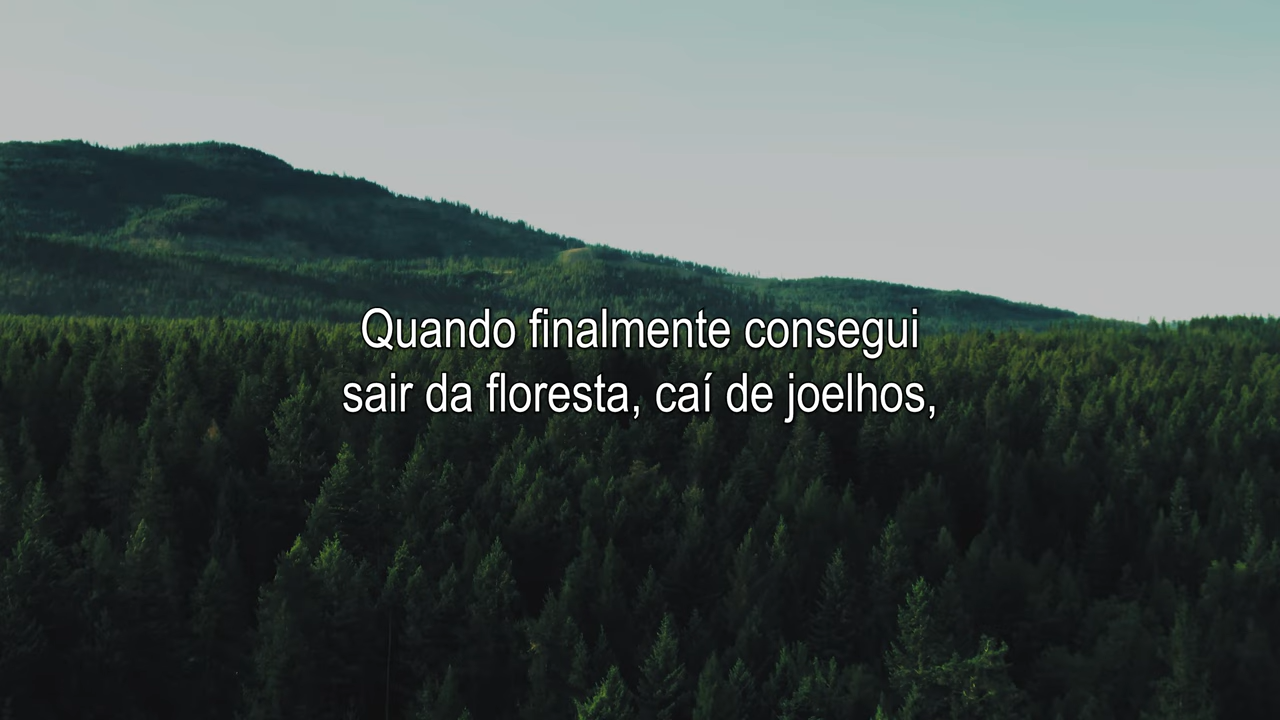 Quando finalmente consegui
sair da floresta, caí de joelhos,